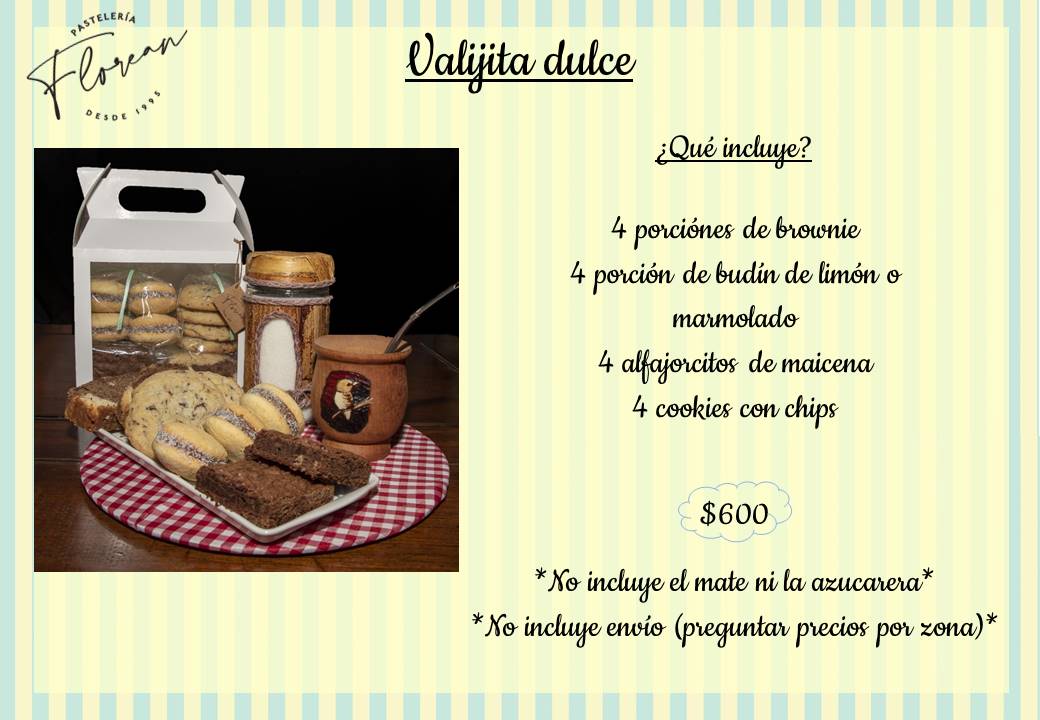 PASTELERÍA
Florean
DESDE 1995
Valijita dulce
¿Qué incluye?
4 porciónes de brownie
4 porción de budín de limón o
marmolado
4 alfajorcitos de maicena
4 cookies con chips
$600
*No incluye el mate ni la azucarera*
*No incluye envío (preguntar precios por zona)*